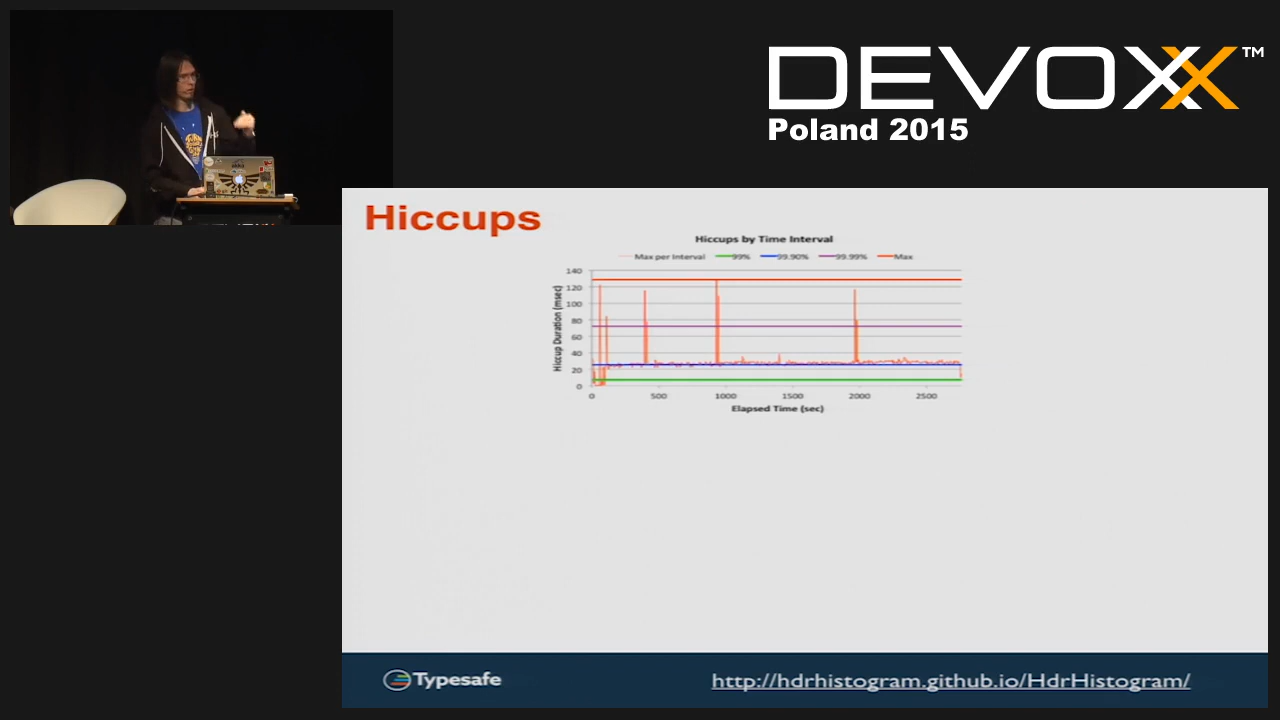 DEVOXX™
Poland 2015
Hiccups
Hiccups by Time Interval
Max per Interval 99% 99.90% 99.99% Max
Hiccup Duration (msec)
140
120
100
80
60
40
20
0
0 500 1000 1500 2000 2500
Elapsed Time (sec)
Typesafe
http://hdrhistogram.github.io/HdrHistogram/